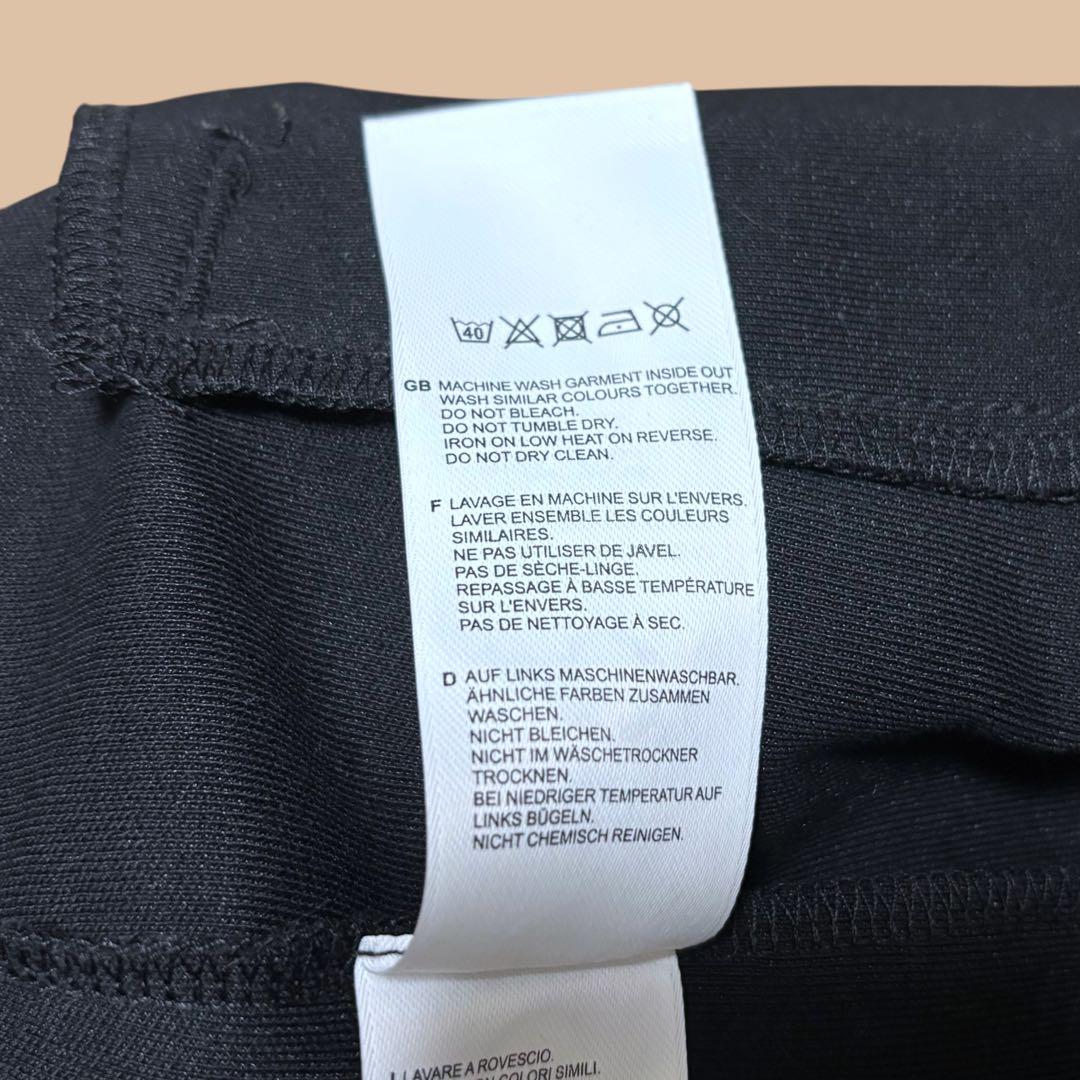 40
GB MACHINE WASH GARMENT INSIDE OUT
WASH SIMILAR COLOURS TOGETHER.
DO NOT BLEACH.
DO NOT TUMBLE DRY.
IRON ON LOW HEAT ON REVERSE.
DO NOT DRY CLEAN.
F LAVAGE EN MACHINE SUR L'ENVERS.
LAVER ENSEMBLE LES COULEURS
SIMILAIRES.
NE PAS UTILISER DE JAVEL.
PAS DE SÈCHE-LINGE.
REPASSAGE À BASSE TEMPÉRATURE
SUR L'ENVERS.
PAS DE NETTOYAGE À SEC.
D AUF LINKS MASCHINENWASCHBAR.
ÄHNLICHE FARBEN ZUSAMMEN
WASCHEN.
NICHT BLEICHEN.
NICHT IM WÄSCHETROCKNER
TROCKNEN.
BEI NIEDRIGER TEMPERATUR AUF
LINKS BÜGELN.
NICHT CHEMISCH REINIGEN.
LAVARE A ROVESCIO.
COLORI SIMILI.